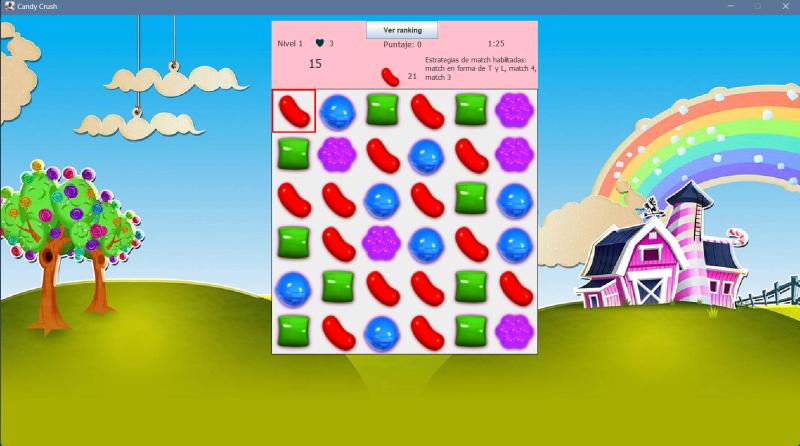 Candy Crush
Ver ranking
Nivel 1 3 Puntaje: 0 1:25
15
Estrategias de match habilitadas:
match en forma de T y L, match 4,
21 match 3